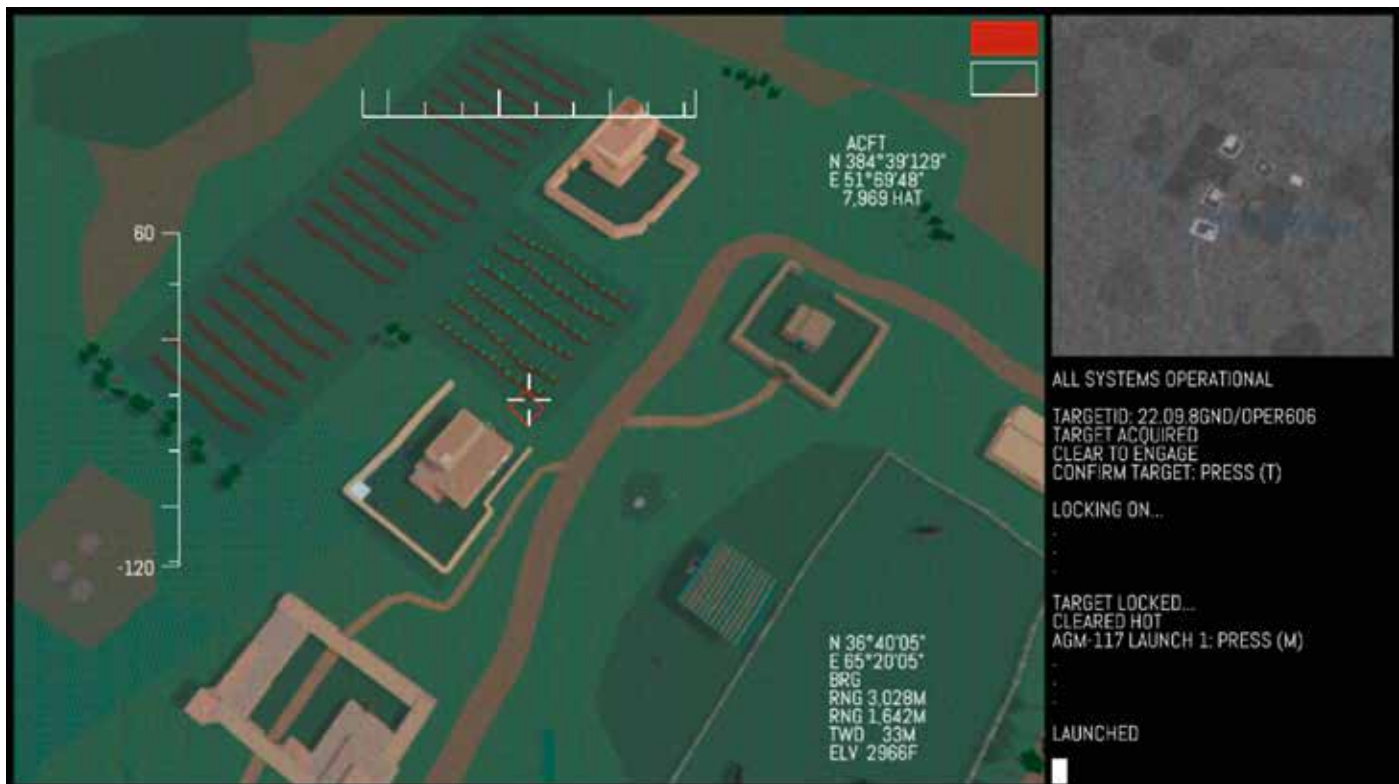 60
-120
ACFT
N 384°39'129"
E 51°69'48"
7,969 HAT
N 36°40'05"
E 65°20'05"
BRG
RNG 3,028M
RNG 1,642M
TWD 33M
ELV 2966F
ALL SYSTEMS OPERATIONAL
TARGETID: 22.09.8GND/OPER606
TARGET ACQUIRED
CLEAR TO ENGAGE
CONFIRM TARGET: PRESS (T)
LOCKING ON...
.
.
.
TARGET LOCKED...
CLEARED HOT
AGM-117 LAUNCH 1: PRESS (M)
.
.
.
LAUNCHED